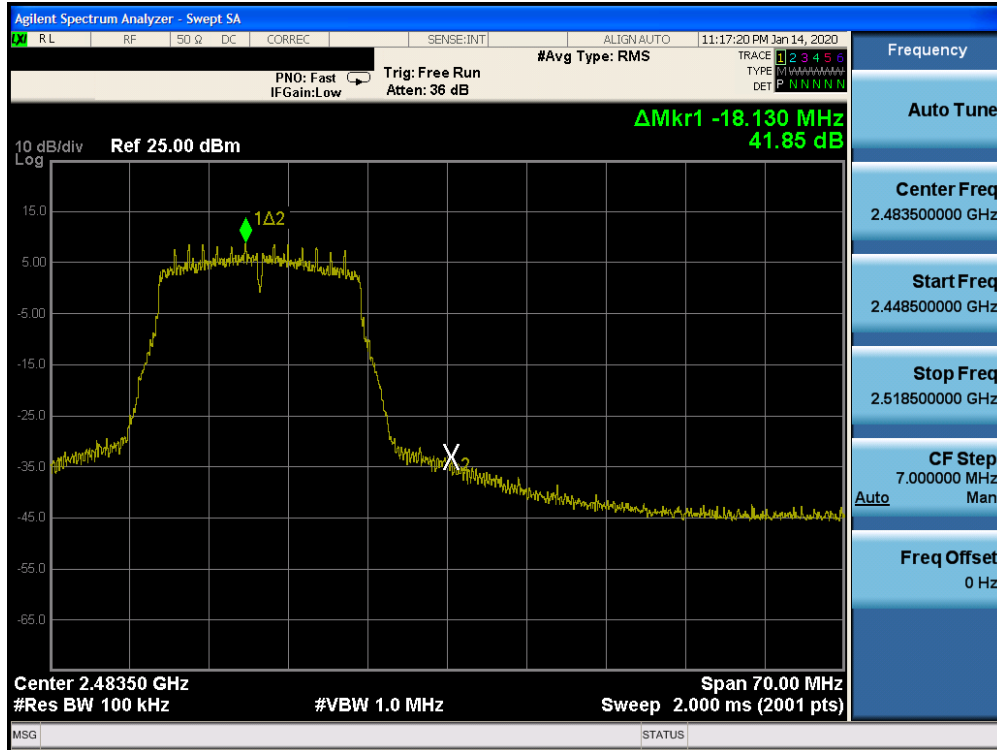 Agilent Spectrum Analyzer - Swept SA
LXI RL RF 50 Ω DC CORREC SENSE:INT ALIGN AUTO 11:17:20 PM Jan 14, 2020
#Avg Type: RMS
TRACE 1 2 3 4 5 6
PNO: Fast Trig: Free Run
TYPE M WWWWW
IFGain:Low Atten: 36 dB
DET P N N N N N
ΔMkr1 -18.130 MHz
41.85 dB
10 dB/div Ref 25.00 dBm
Log
15.0
1Δ2
5.00
-5.00
-15.0
-25.0
-35.0
X2
-45.0
-55.0
-65.0
Center 2.48350 GHz Span 70.00 MHz
#Res BW 100 kHz #VBW 1.0 MHz Sweep 2.000 ms (2001 pts)
MSG STATUS
Frequency
Auto Tune
Center Freq
2.483500000 GHz
Start Freq
2.448500000 GHz
Stop Freq
2.518500000 GHz
CF Step
7.000000 MHz
Auto Man
Freq Offset
0 Hz